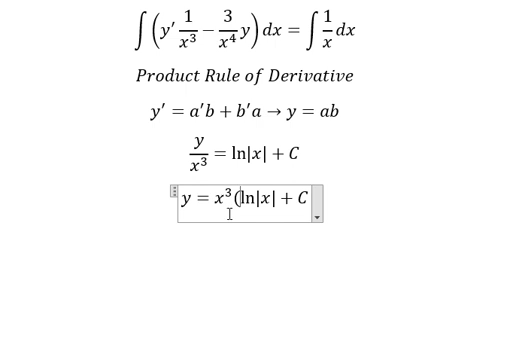 ∫(y′ 1/x³ − 3/x⁴ y)dx = ∫ 1/x dx
Product Rule of Derivative
y′ = a′b + b′a → y = ab
y/x³ = ln|x| + C
y = x³(ln|x| + C